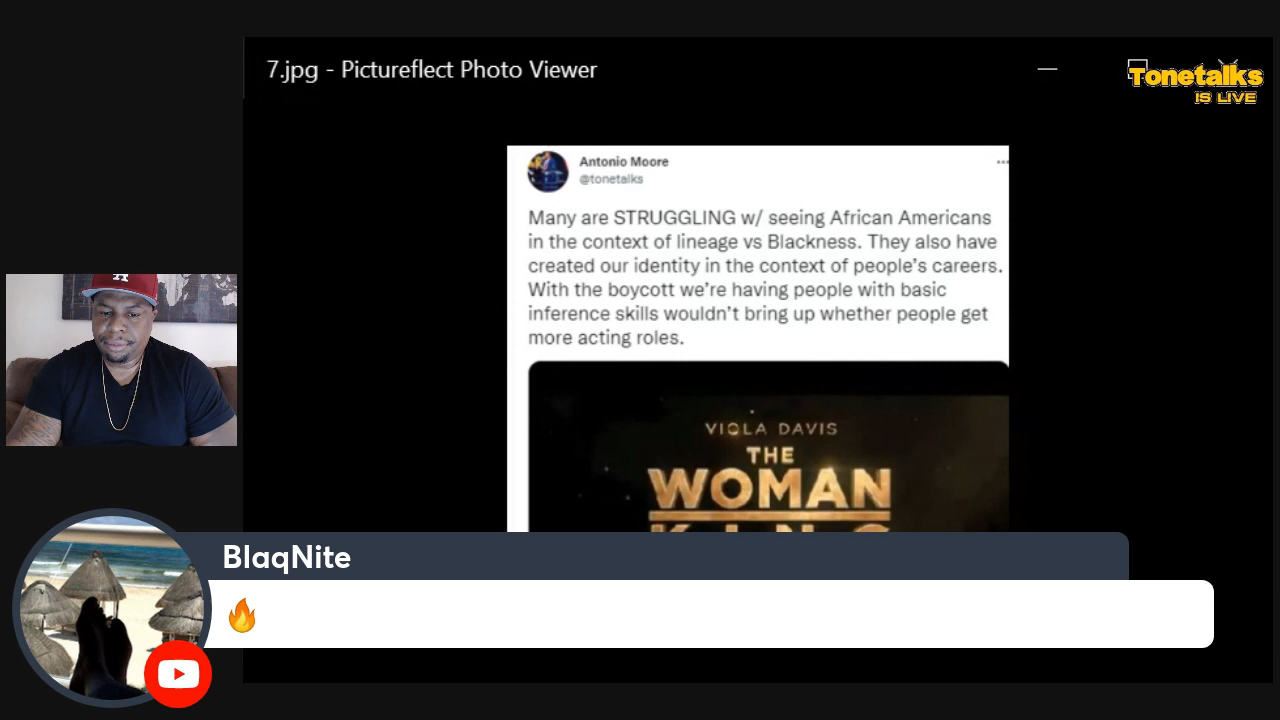 7.jpg - Pictureflect Photo Viewer
Tonetalks
IS LIVE
Antonio Moore
@tonetalks
Many are STRUGGLING w/ seeing African Americans
in the context of lineage vs Blackness. They also have
created our identity in the context of people's careers.
With the boycott we're having people with basic
inference skills wouldn't bring up whether people get
more acting roles.
VIOLA DAVIS
THE
WOMAN
KING
BlaqNite
🔥